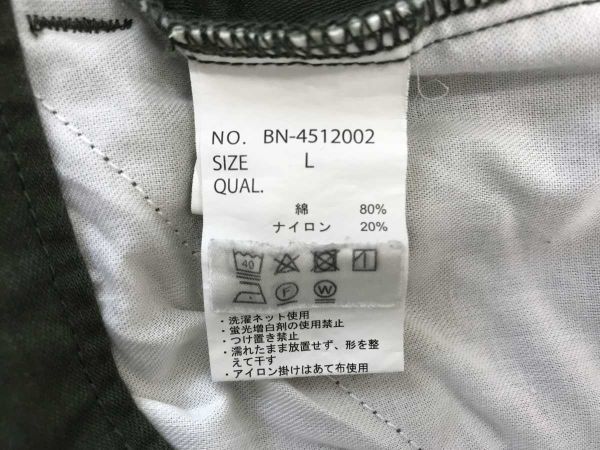 NO. BN-4512002
SIZE L
QUAL.
綿 80%
ナイロン 20%
40
F W
・洗濯ネット使用
・蛍光増白剤の使用禁止
・つけ置き禁止
・濡れたまま放置せず、形を整
えて干す
・アイロン掛けはあて布使用